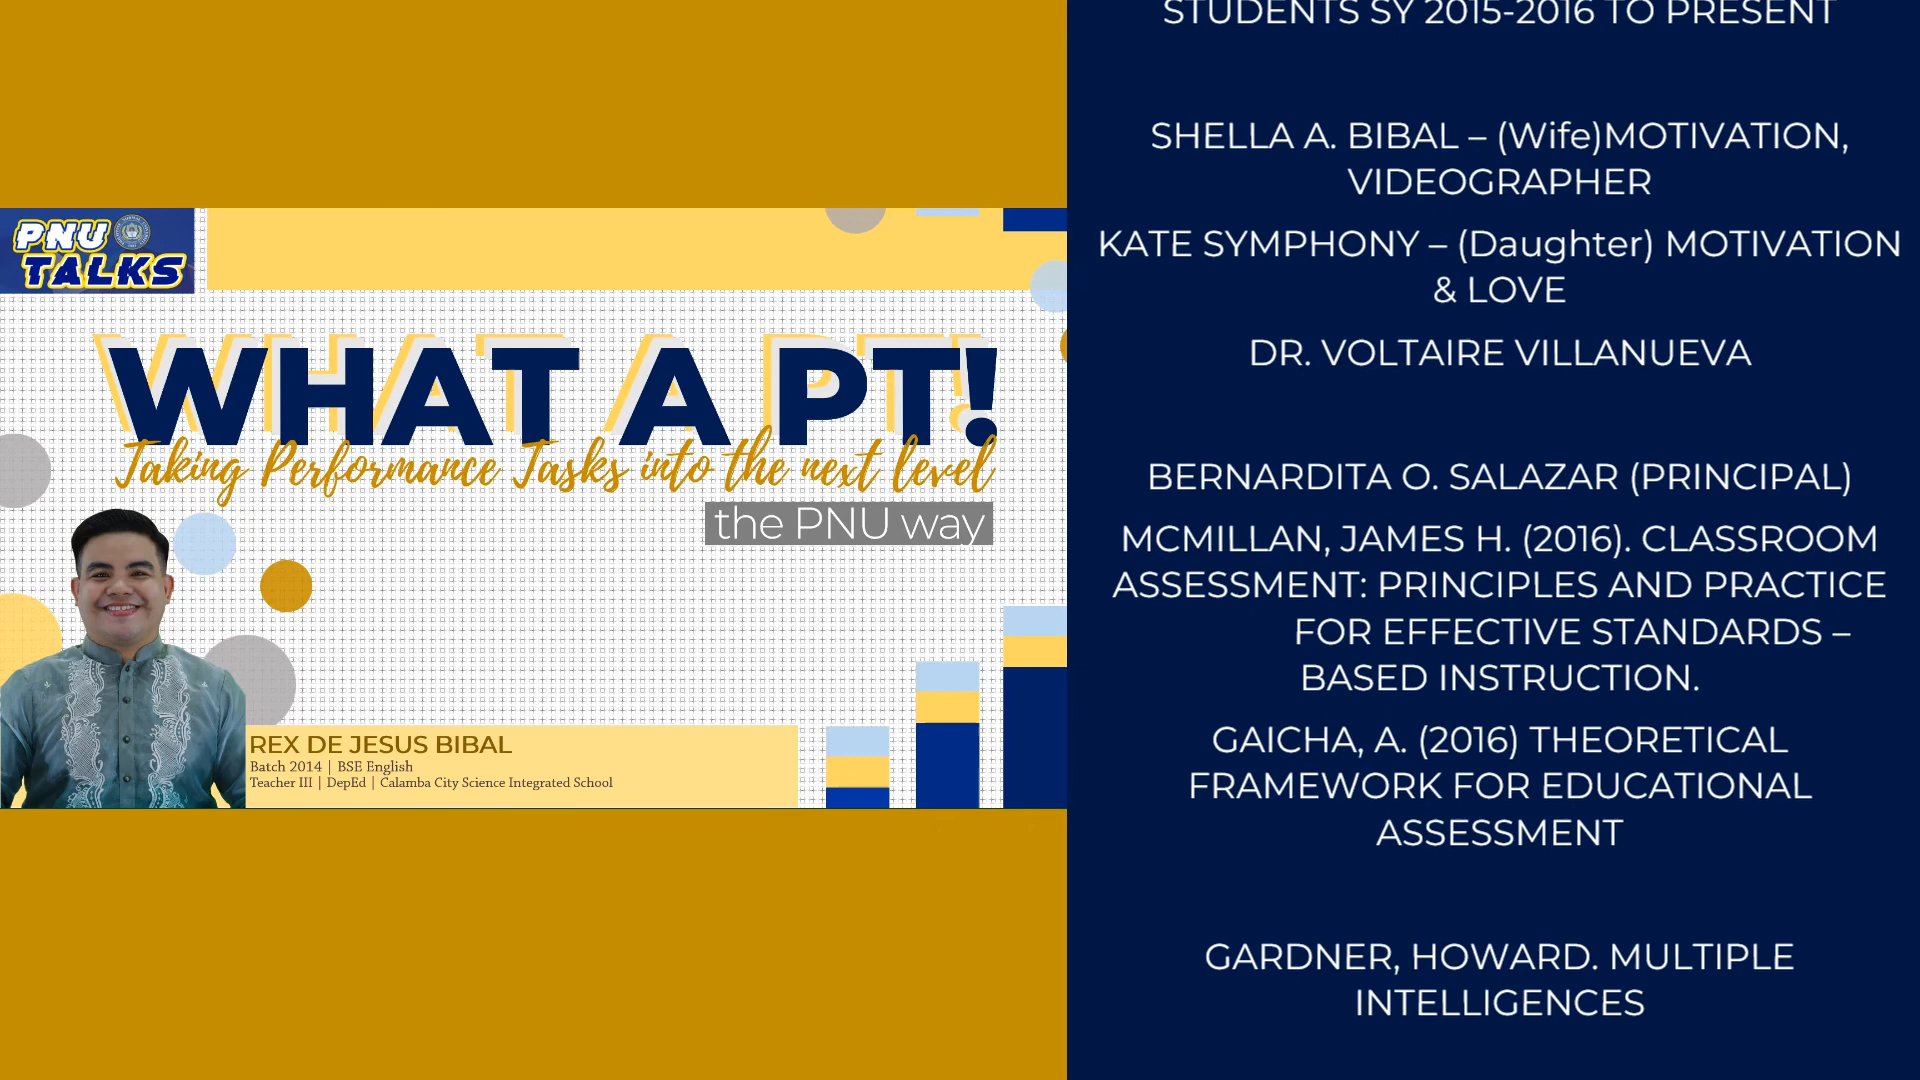 PNU
TALKS
WHAT A PT!
Taking Performance Tasks into the next level
the PNU way
REX DE JESUS BIBAL
Batch 2014 | BSE English
Teacher III | DepEd | Calamba City Science Integrated School
STUDENTS SY 2015-2016 TO PRESENT
SHELLA A. BIBAL – (Wife)MOTIVATION,
VIDEOGRAPHER
KATE SYMPHONY – (Daughter) MOTIVATION
& LOVE
DR. VOLTAIRE VILLANUEVA
BERNARDITA O. SALAZAR (PRINCIPAL)
MCMILLAN, JAMES H. (2016). CLASSROOM
ASSESSMENT: PRINCIPLES AND PRACTICE
FOR EFFECTIVE STANDARDS –
BASED INSTRUCTION.
GAICHA, A. (2016) THEORETICAL
FRAMEWORK FOR EDUCATIONAL
ASSESSMENT
GARDNER, HOWARD. MULTIPLE
INTELLIGENCES